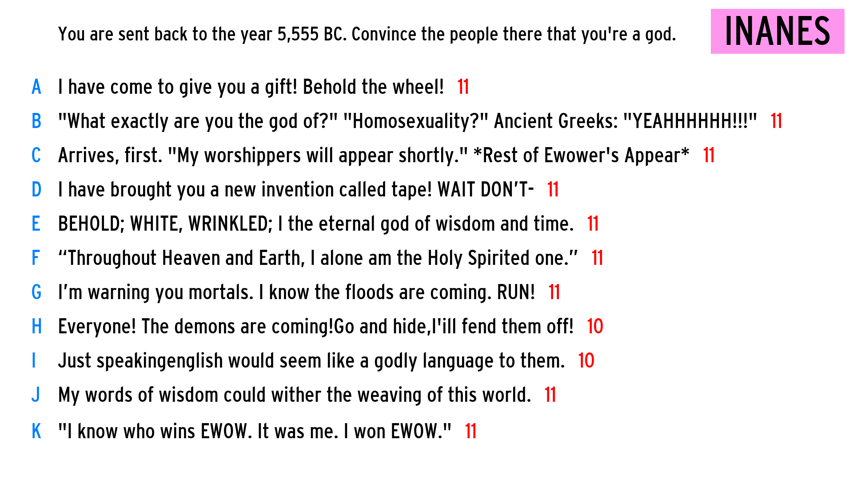 You are sent back to the year 5,555 BC. Convince the people there that you're a god.
INANES
A I have come to give you a gift! Behold the wheel! 11
B "What exactly are you the god of?" "Homosexuality?" Ancient Greeks: "YEAHHHHHH!!!" 11
C Arrives, first. "My worshippers will appear shortly." *Rest of Ewower's Appear* 11
D I have brought you a new invention called tape! WAIT DON’T- 11
E BEHOLD; WHITE, WRINKLED; I the eternal god of wisdom and time. 11
F “Throughout Heaven and Earth, I alone am the Holy Spirited one.” 11
G I’m warning you mortals. I know the floods are coming. RUN! 11
H Everyone! The demons are coming!Go and hide,I'ill fend them off! 10
I Just speakingenglish would seem like a godly language to them. 10
J My words of wisdom could wither the weaving of this world. 11
K "I know who wins EWOW. It was me. I won EWOW." 11